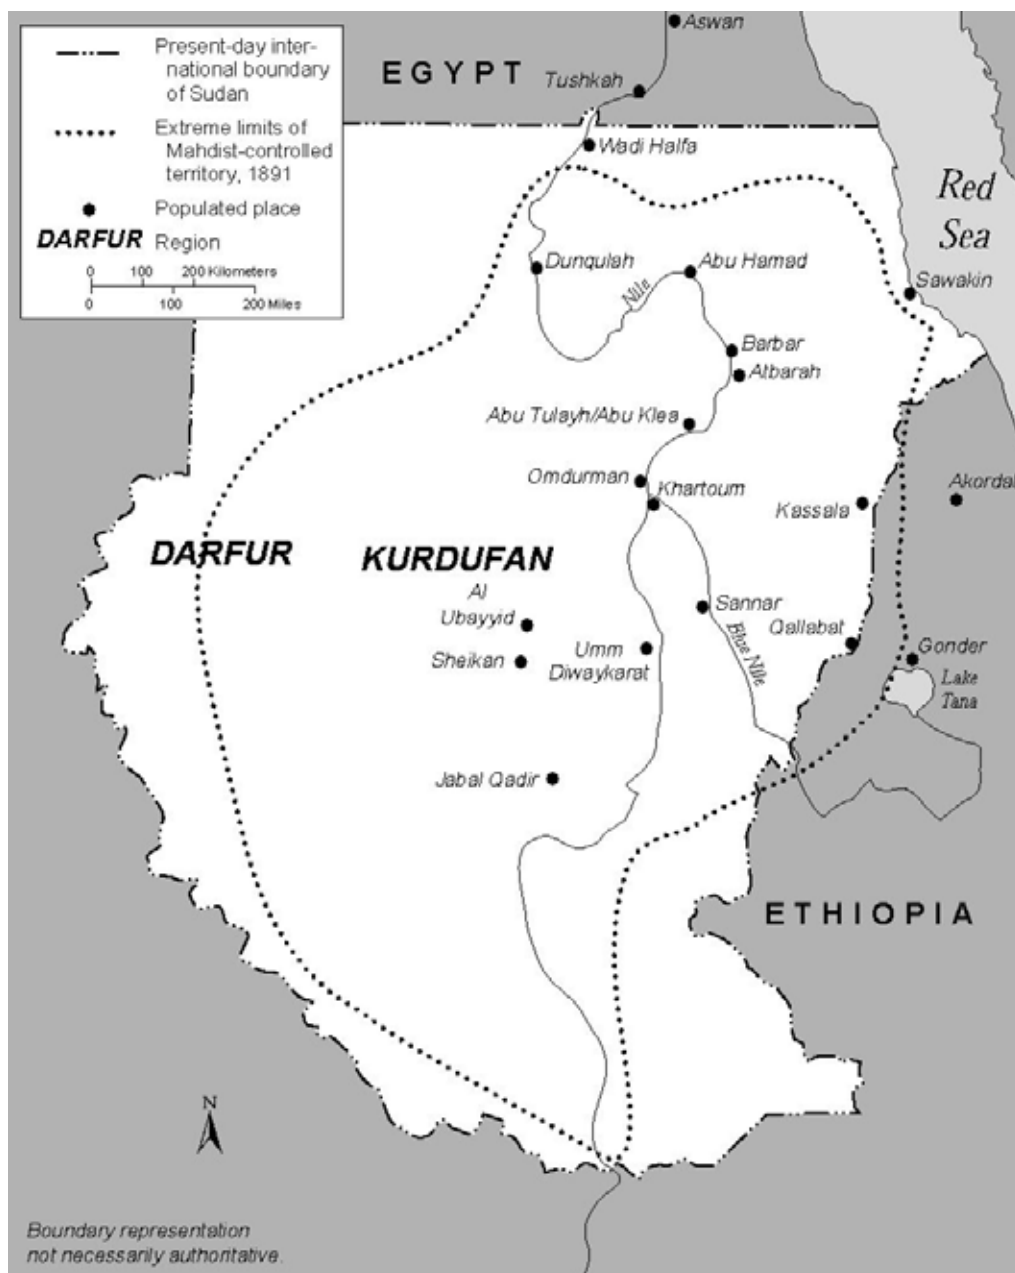 Aswan
EGYPT
Tushkah
Present-day inter-
national boundary
of Sudan
Extreme limits of
Mahdist-controlled
territory, 1891
Populated place
DARFUR Region
0 100 200 Kilometers
0 100 200 Miles
Wadi Halfa
Red
Sea
Dunqulah
Abu Hamad
Nile
Sawakin
Barbar
Atbarah
Abu Tulayh/Abu Klea
Omdurman
Khartoum
Kassala
Akordat
DARFUR
KURDUFAN
Al
Ubayyid
Sheikan
Umm
Diwaykarat
Sannar
Blue Nile
Qallabat
Gonder
Lake
Tana
Jabal Qadir
ETHIOPIA
N
Boundary representation
not necessarily authoritative.